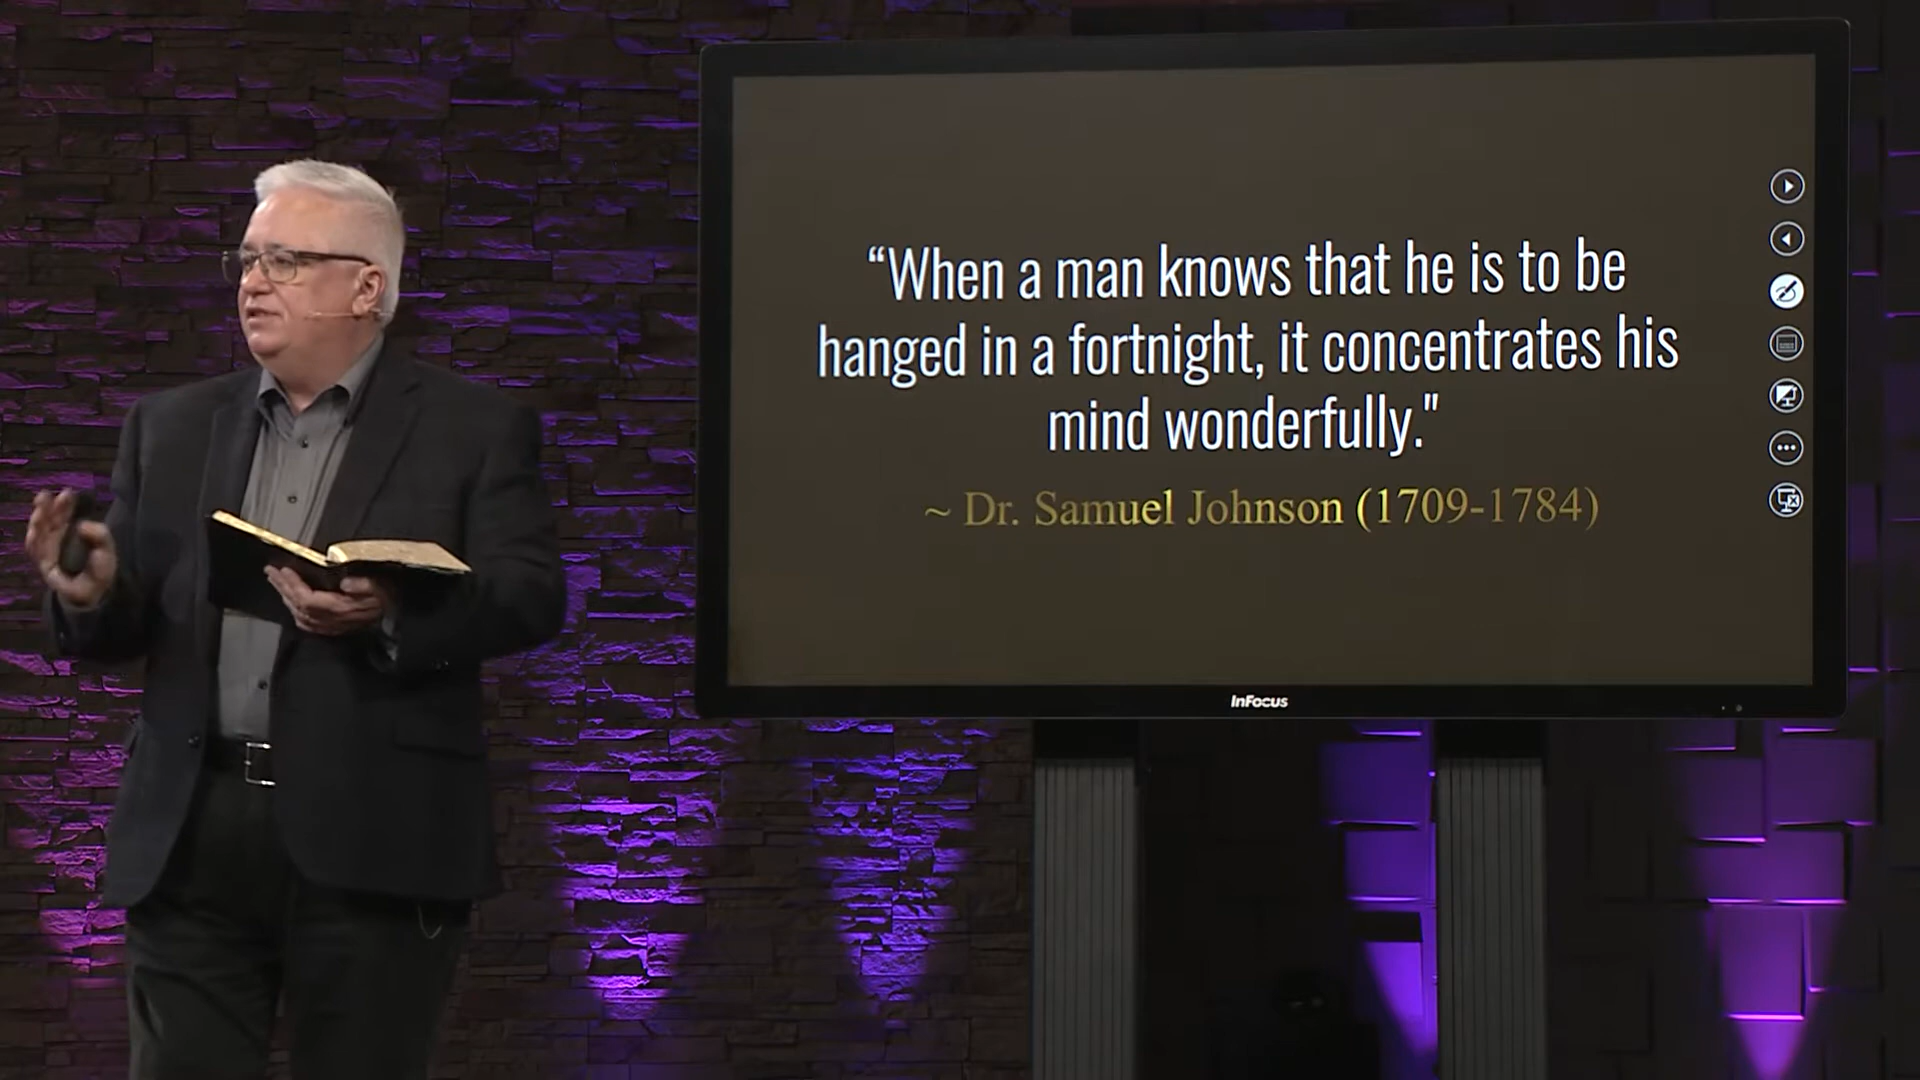 “When a man knows that he is to be
hanged in a fortnight, it concentrates his
mind wonderfully."
~ Dr. Samuel Johnson (1709-1784)
InFocus